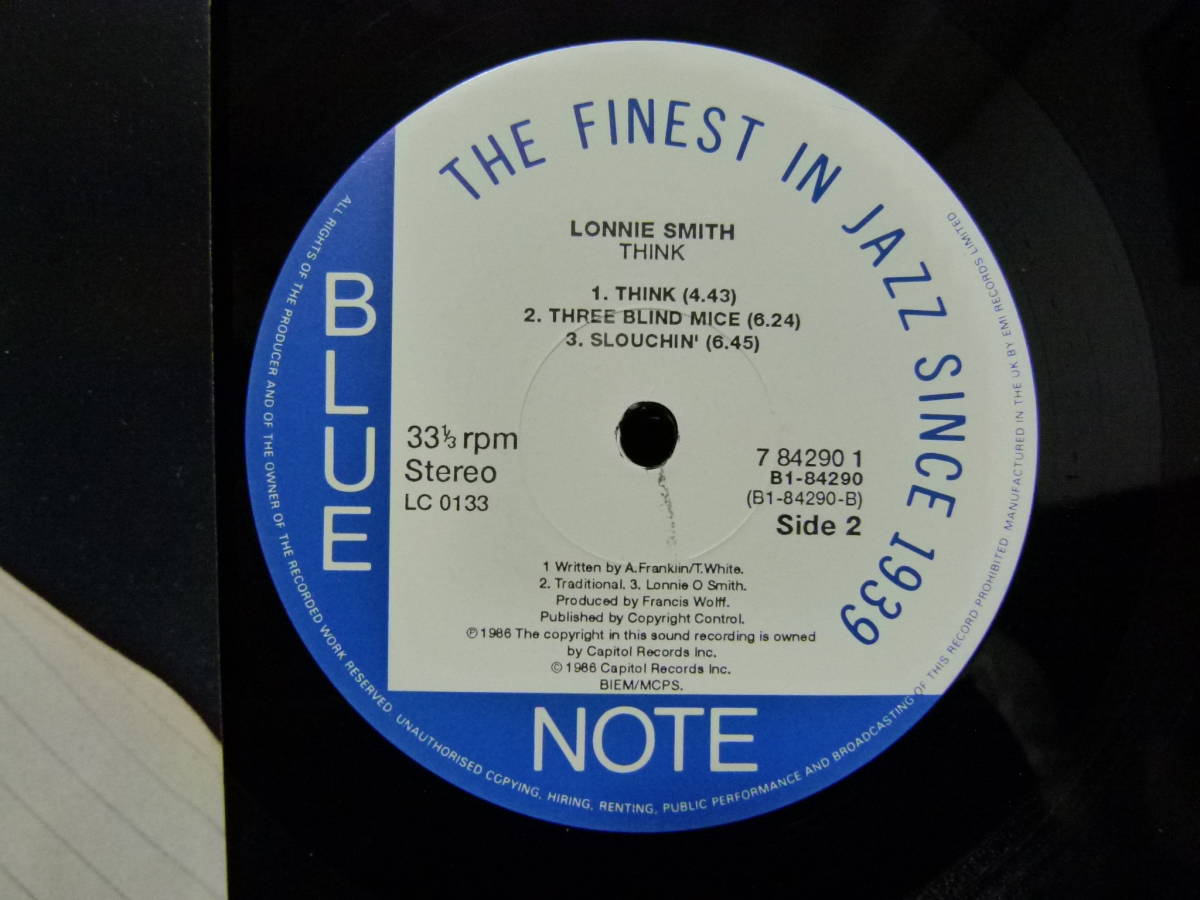 THE FINEST IN JAZZ SINCE 1939
LONNIE SMITH
THINK
1. THINK (4.43)
2. THREE BLIND MICE (6.24)
3. SLOUCHIN' (6.45)
BLUE
33⅓ rpm
Stereo
LC 0133
7 84290 1
B1-84290
(B1-84290-B)
Side 2
1 Written by A.Franklin/T.White.
2. Traditional. 3. Lonnie O Smith.
Produced by Francis Wolff.
Published by Copyright Control.
℗1986 The copyright in this sound recording is owned
by Capitol Records Inc.
©1986 Capitol Records Inc.
BIEM/MCPS.
NOTE
ALL RIGHTS OF THE PRODUCER AND OF THE OWNER OF THE RECORDED WORK RESERVED. UNAUTHORISED COPYING, HIRING, RENTING, PUBLIC PERFORMANCE AND BROADCASTING OF THIS RECORD PROHIBITED. MANUFACTURED IN THE UK BY EMI RECORDS LIMITED